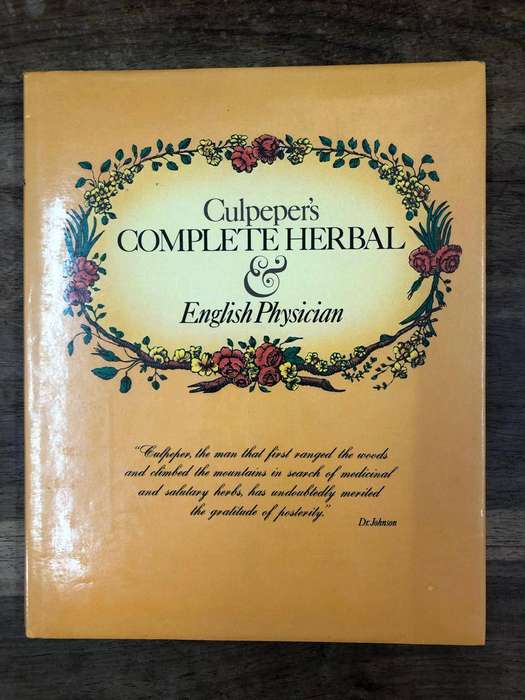 Culpeper's
COMPLETE HERBAL
&
English Physician
"Culpeper, the man that first ranged the woods
and climbed the mountains in search of medicinal
and salutary herbs, has undoubtedly merited
the gratitude of posterity."
Dr. Johnson